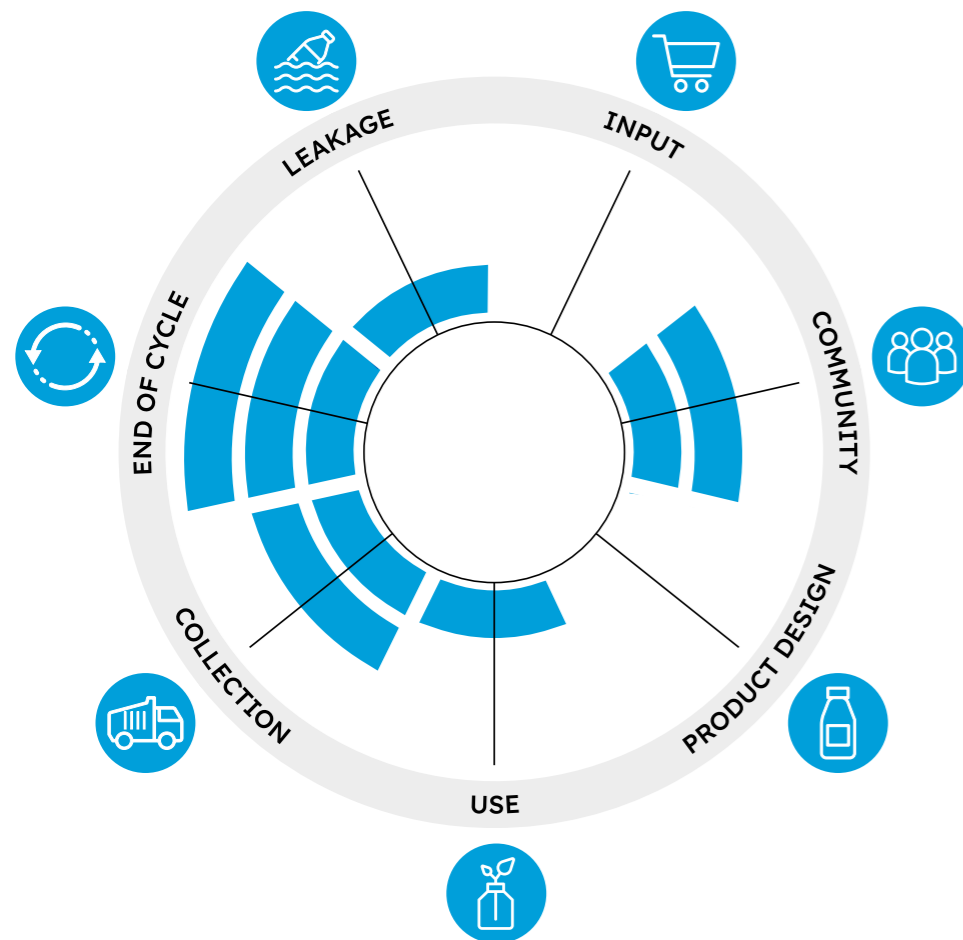 LEAKAGE
INPUT
END OF CYCLE
COMMUNITY
COLLECTION
PRODUCT DESIGN
USE